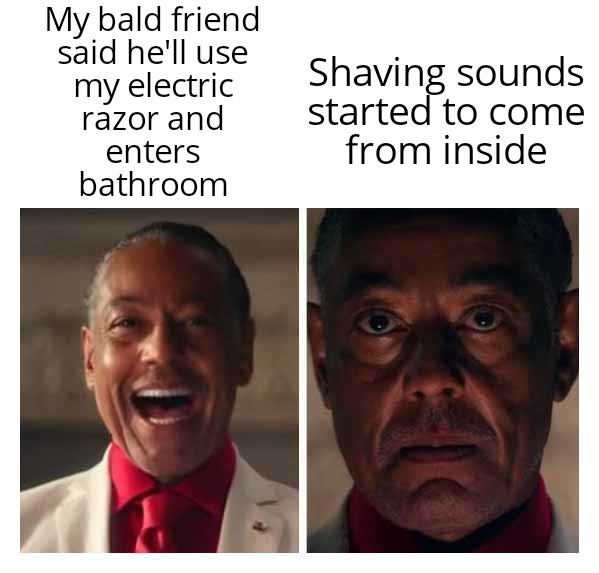 My bald friend
said he'll use
my electric
razor and
enters
bathroom
Shaving sounds
started to come
from inside